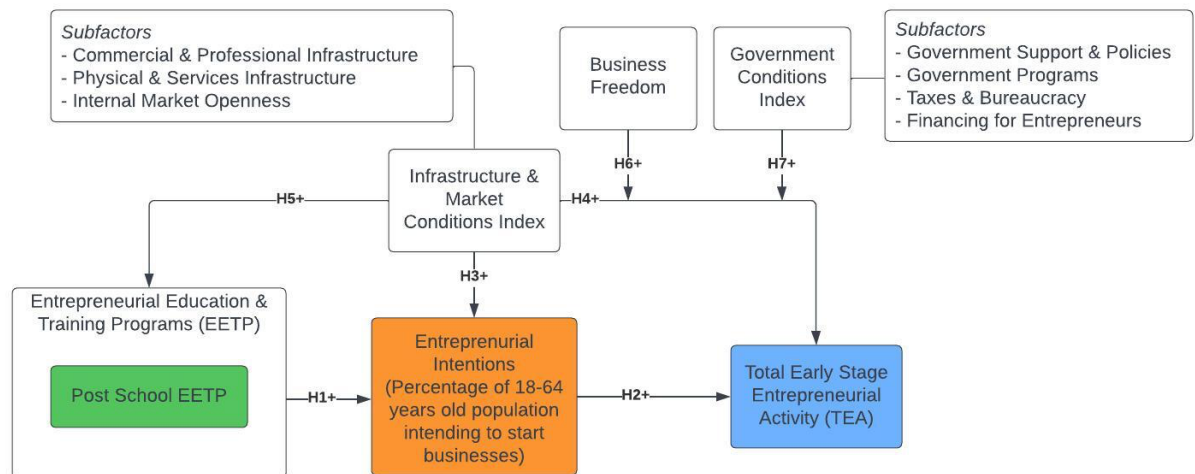 Subfactors
- Commercial & Professional Infrastructure
- Physical & Services Infrastructure
- Internal Market Openness
Business
Freedom
Government
Conditions
Index
Subfactors
- Government Support & Policies
- Government Programs
- Taxes & Bureaucracy
- Financing for Entrepreneurs
H6+
H7+
Infrastructure &
Market
Conditions Index
H5+
H4+
H3+
Entrepreneurial Education &
Training Programs (EETP)
Post School EETP
H1+
Entreprenurial
Intentions
(Percentage of 18-64
years old population
intending to start
businesses)
H2+
Total Early Stage
Entrepreneurial
Activity (TEA)